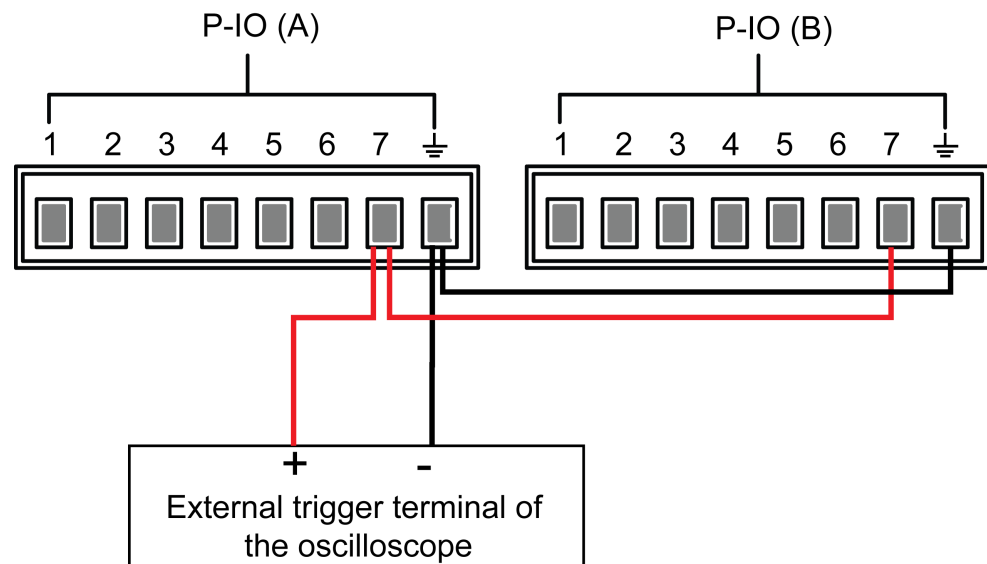 P-IO (A)
P-IO (B)
1 2 3 4 5 6 7
1 2 3 4 5 6 7
+ -
External trigger terminal of
the oscilloscope